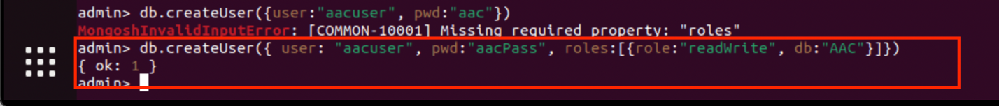 admin> db.createUser({user:"aacuser", pwd:"aac"})
MongoshInvalidInputError: [COMMON-10001] Missing required property: "roles"
admin> db.createUser({ user: "aacuser", pwd:"aacPass", roles:[{role:"readWrite", db:"AAC"}]})
{ ok: 1 }
admin>